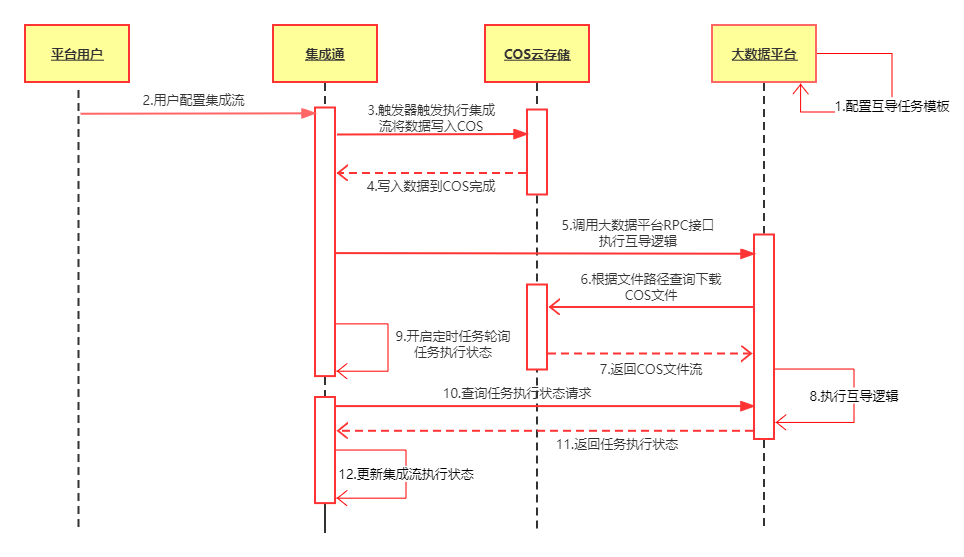 平台用户
集成通
COS云存储
大数据平台
1.配置互导任务模板
2.用户配置集成流
3.触发器触发执行集成
流将数据写入COS
4.写入数据到COS完成
5.调用大数据平台RPC接口
执行互导逻辑
6.根据文件路径查询下载
COS文件
9.开启定时任务轮询
任务执行状态
7.返回COS文件流
8.执行互导逻辑
10.查询任务执行状态请求
11.返回任务执行状态
12.更新集成流执行状态